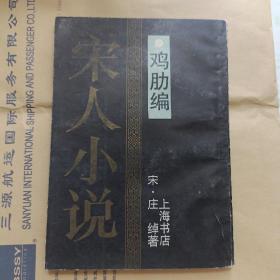 宋人小说
鸡肋编
宋·庄绰著
上海书店
三源航运国际服务有限公司
SANYUAN INTERNATIONAL SHIPPING AND PASSENGER CO.,LTD.